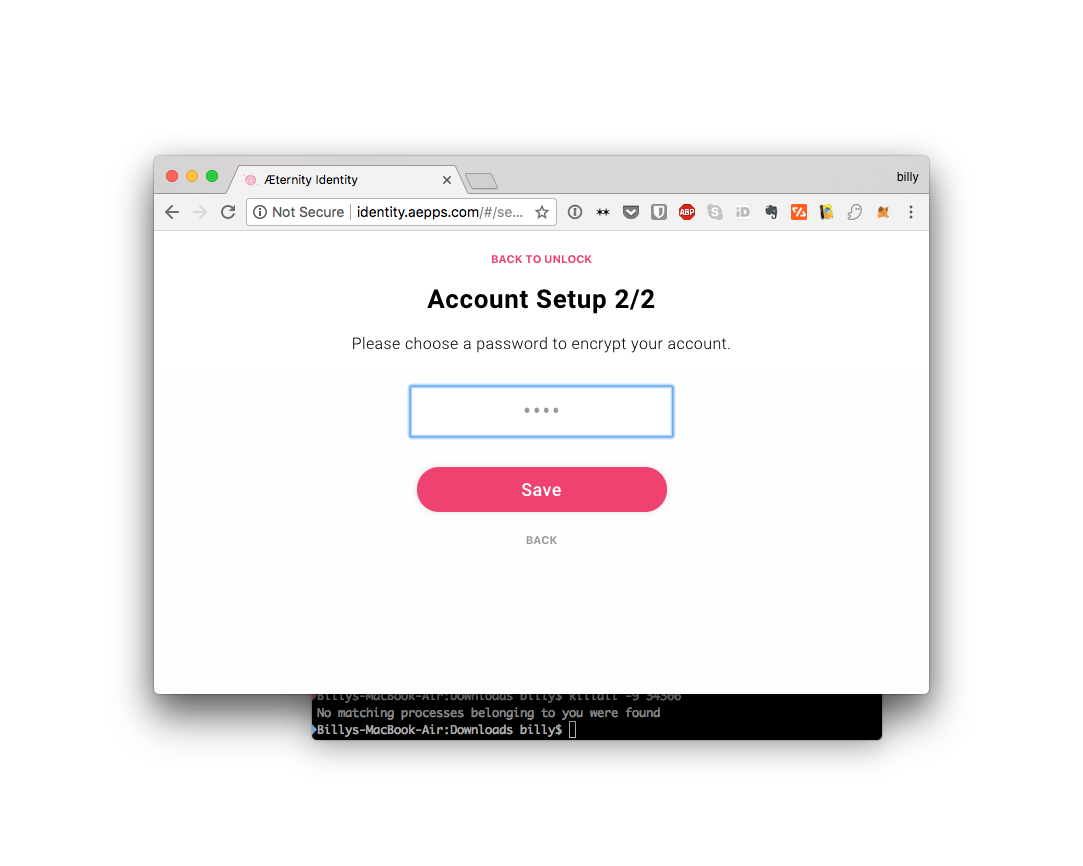 Æternity Identity
billy
Not Secure identity.aepps.com/#/se...
ABP
iD
BACK TO UNLOCK
Account Setup 2/2
Please choose a password to encrypt your account.
••••
Save
BACK
Billys-MacBook-Air:Downloads billy$ killall -9 34306
No matching processes belonging to you were found
Billys-MacBook-Air:Downloads billy$